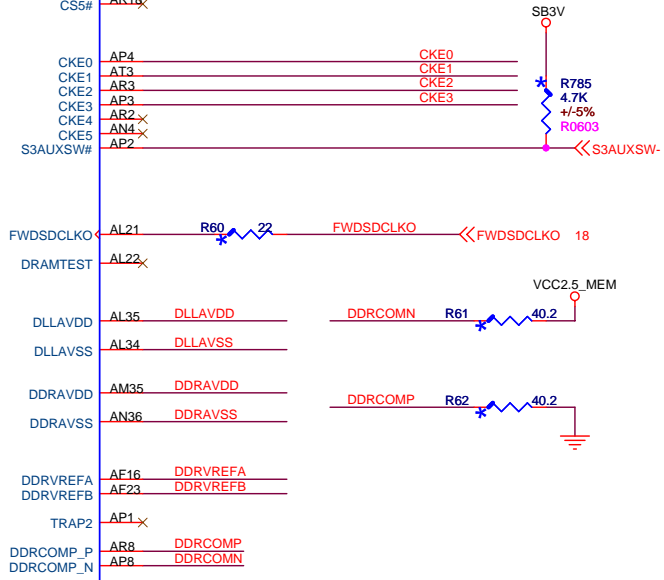 CS5# AR18
SB3V
CKE0 AP4 CKE0
CKE1 AT3 CKE1
CKE2 AR3 CKE2
CKE3 AP3 CKE3
CKE4 AR2
CKE5 AN4
S3AUXSW# AP2 S3AUXSW-
* R785
4.7K
+/-5%
R0603
FWDSDCLKO AL21 R60 * 22 FWDSDCLKO FWDSDCLKO 18
DRAMTEST AL22
VCC2.5_MEM
DLLAVDD AL35 DLLAVDD DDRCOMN R61 * 40.2
DLLAVSS AL34 DLLAVSS
DDRAVDD AM35 DDRAVDD DDRCOMP R62 * 40.2
DDRAVSS AN36 DDRAVSS
DDRVREFA AF16 DDRVREFA
DDRVREFB AF23 DDRVREFB
TRAP2 AP1
DDRCOMP_P AR8 DDRCOMP
DDRCOMP_N AP8 DDRCOMN